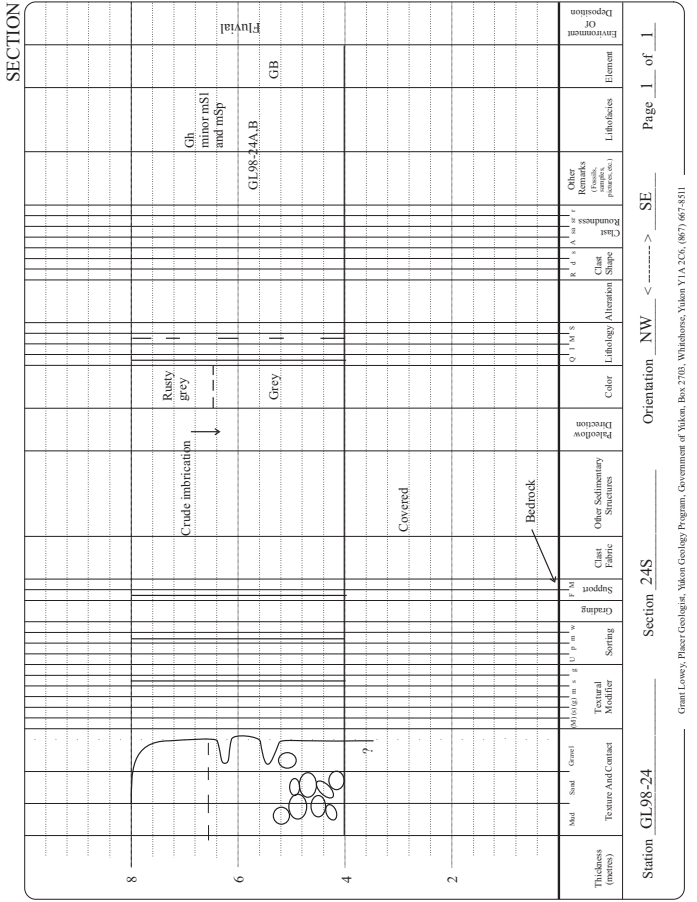 SECTION
Fluvial
GB
Gh
minor mSl
and mSp
GL98-24A,B
Rusty
grey
Grey
Crude imbrication
Covered
Bedrock
?
8
6
4
2
(M) (s) (g) m s g
U p m w
F M
Q I M S
R d s
A sa sr r
Thickness
(metres)
Mud Sand Gravel
Texture And Contact
Textural
Modifier
Sorting
Grading
Support
Clast
Fabric
Other Sedimentary
Structures
Paleoflow
Direction
Color
Lithology
Alteration
Clast
Shape
Clast
Roundness
Other
Remarks
(Fossils,
samples,
pictures, etc.)
Lithofacies
Element
Environment
Of
Deposition
Station GL98-24 Section 24S Orientation NW < -------- > SE Page 1 of 1
Grant Lowey, Placer Geologist, Yukon Geology Program, Government of Yukon, Box 2703, Whitehorse, Yukon Y1A 2C6, (867) 667-8511